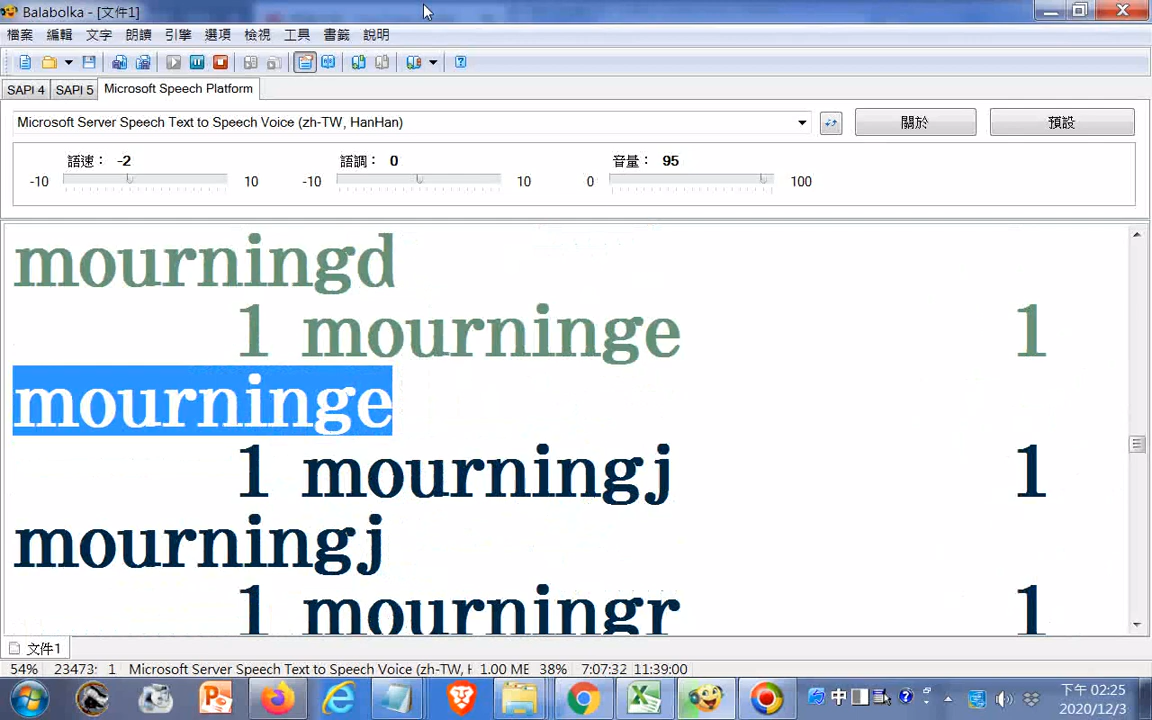 Balabolka - [文件1]
檔案 編輯 文字 朗讀 引擎 選項 檢視 工具 書籤 說明
SAPI 4 SAPI 5 Microsoft Speech Platform
Microsoft Server Speech Text to Speech Voice (zh-TW, HanHan) 關於 預設
語速： -2 語調： 0 音量： 95
-10 10 -10 10 0 100
mourningd
1 mourninge 1
mourninge
1 mourningj 1
mourningj
1 mourningr 1
文件1
54% 23473: 1 Microsoft Server Speech Text to Speech Voice (zh-TW, 1.00 ME 38% 7:07:32 11:39:00
中 下午 02:25
2020/12/3